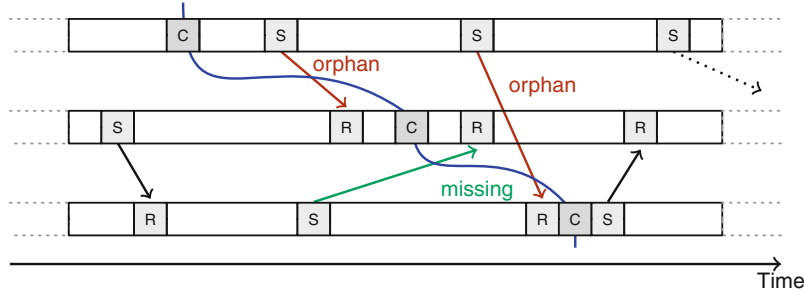 C S S S
orphan
orphan
S R C R R
missing
R S R C S
Time